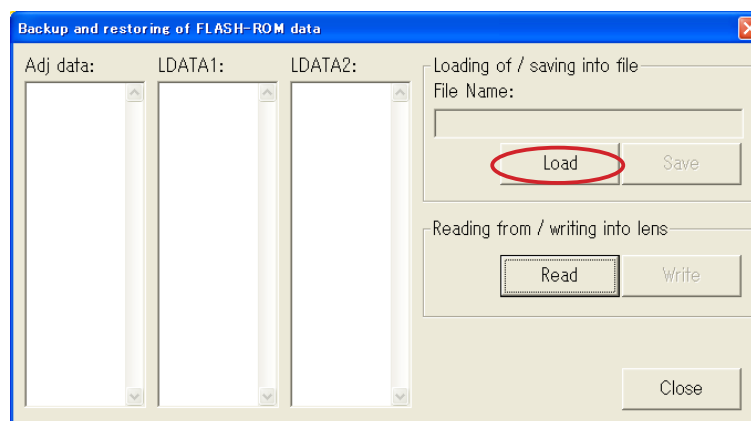 Backup and restoring of FLASH-ROM data
Adj data:
LDATA1:
LDATA2:
Loading of / saving into file
File Name:
Load
Save
Reading from / writing into lens
Read
Write
Close